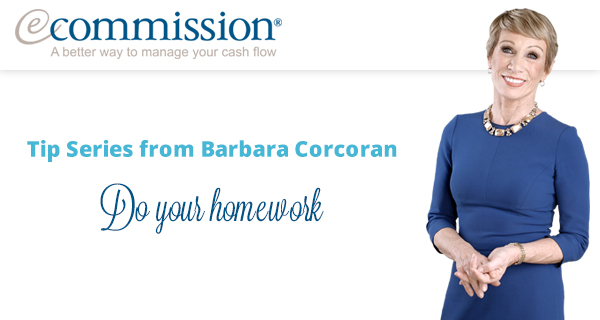 ecommission®
A better way to manage your cash flow
Tip Series from Barbara Corcoran
Do your homework